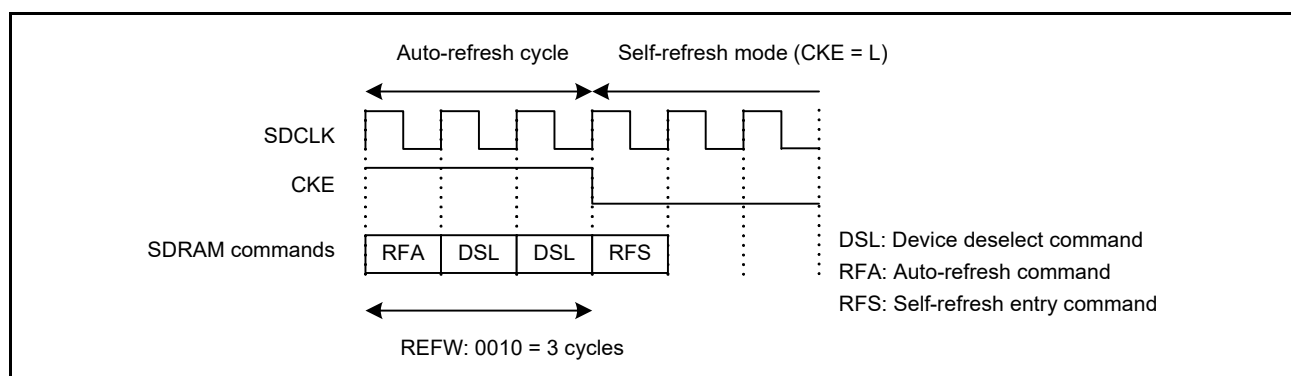 Auto-refresh cycle Self-refresh mode (CKE = L)
SDCLK
CKE
SDRAM commands RFA DSL DSL RFS
DSL: Device deselect command
RFA: Auto-refresh command
RFS: Self-refresh entry command
REFW: 0010 = 3 cycles